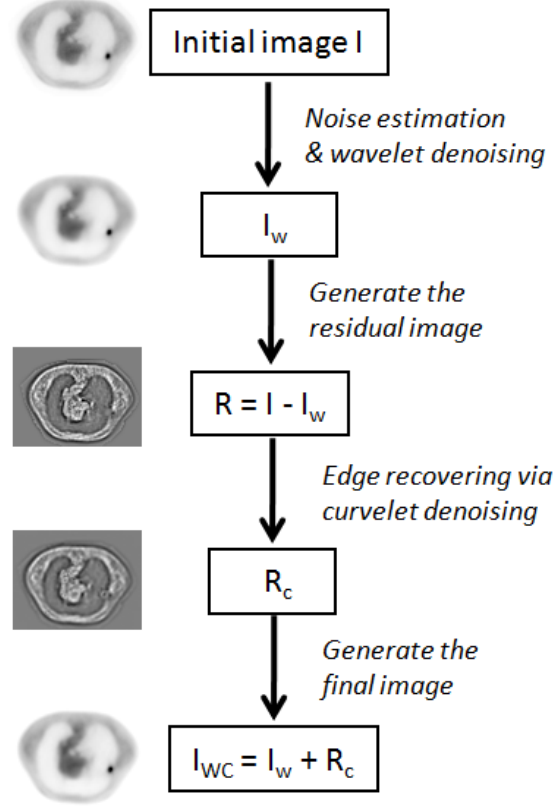 Initial image I
Noise estimation
& wavelet denoising
I_w
Generate the
residual image
R = I - I_w
Edge recovering via
curvelet denoising
R_c
Generate the
final image
I_WC = I_w + R_c